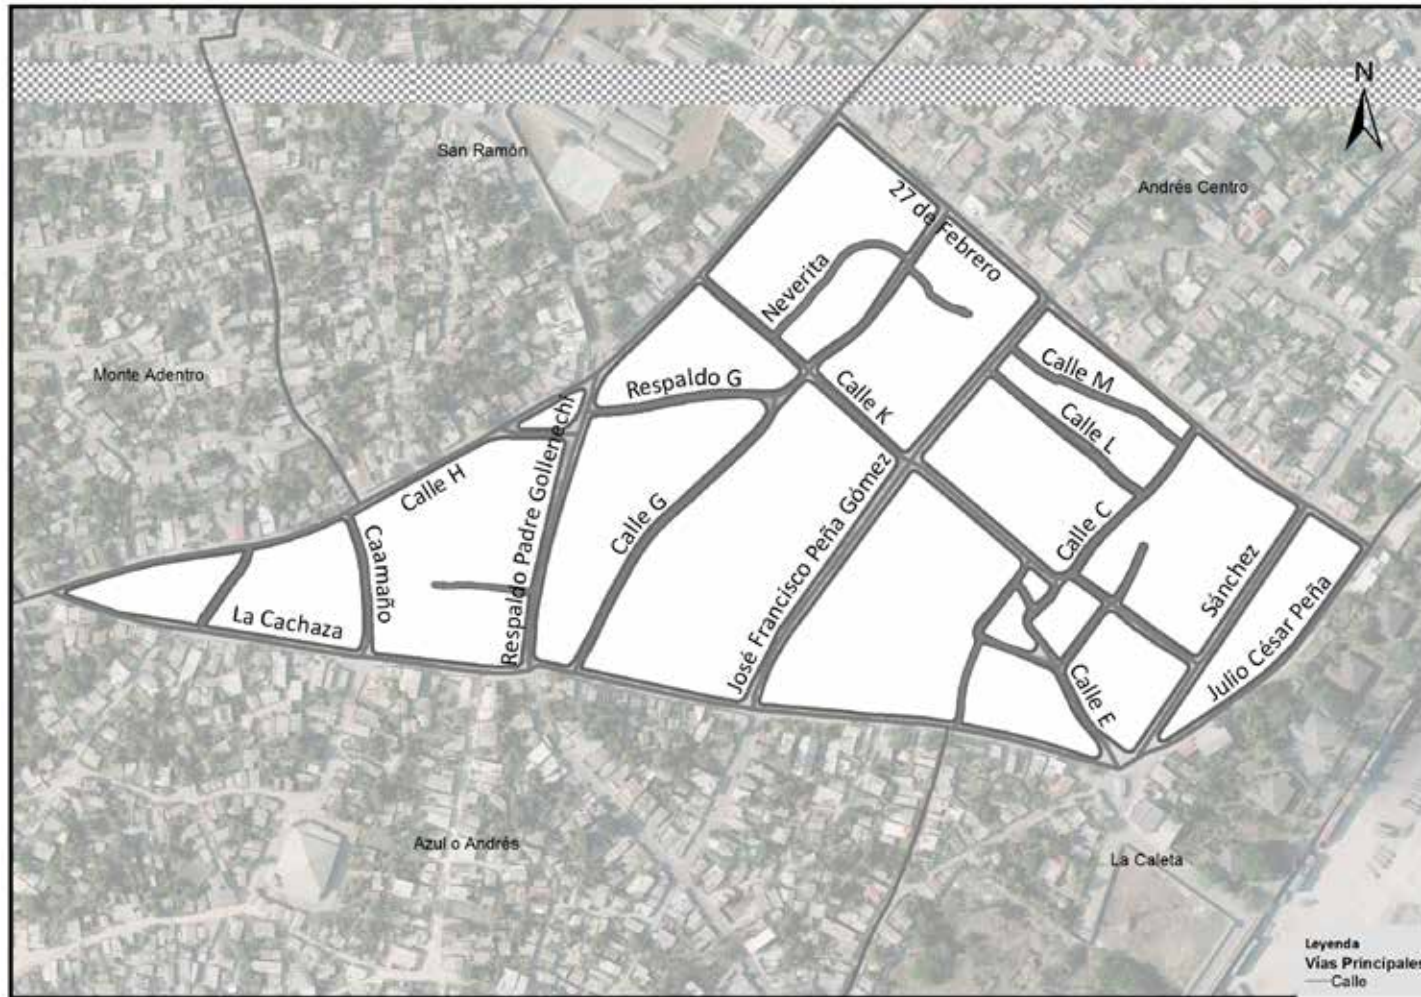 N
San Ramón
Andrés Centro
27 de Febrero
Neverita
Monte Adentro
Respaldo G
Calle M
Calle K
Calle L
Calle H
Respaldo Padre Gollenechi
Calle G
José Francisco Peña Gómez
Calle C
Caamaño
La Cachaza
Sánchez
Julio César Peña
Calle E
Azul o Andrés
La Caleta
Leyenda
Vías Principales
Calle